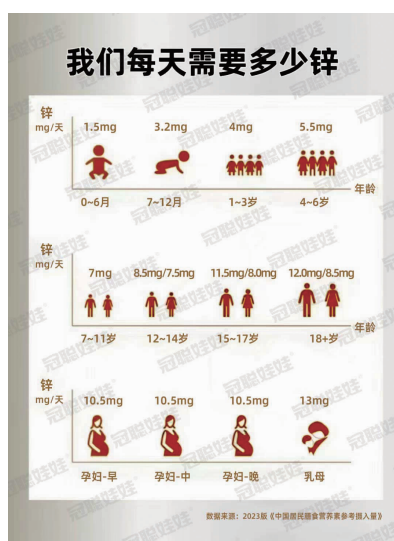 我们每天需要多少锌
锌
mg/天
1.5mg 3.2mg 4mg 5.5mg
年龄
0~6月 7~12月 1~3岁 4~6岁
锌
mg/天
7mg 8.5mg/7.5mg 11.5mg/8.0mg 12.0mg/8.5mg
年龄
7~11岁 12~14岁 15~17岁 18+岁
锌
mg/天
10.5mg 10.5mg 10.5mg 13mg
孕妇-早 孕妇-中 孕妇-晚 乳母
数据来源：2023版《中国居民膳食营养素参考摄入量》
冠聪娃娃